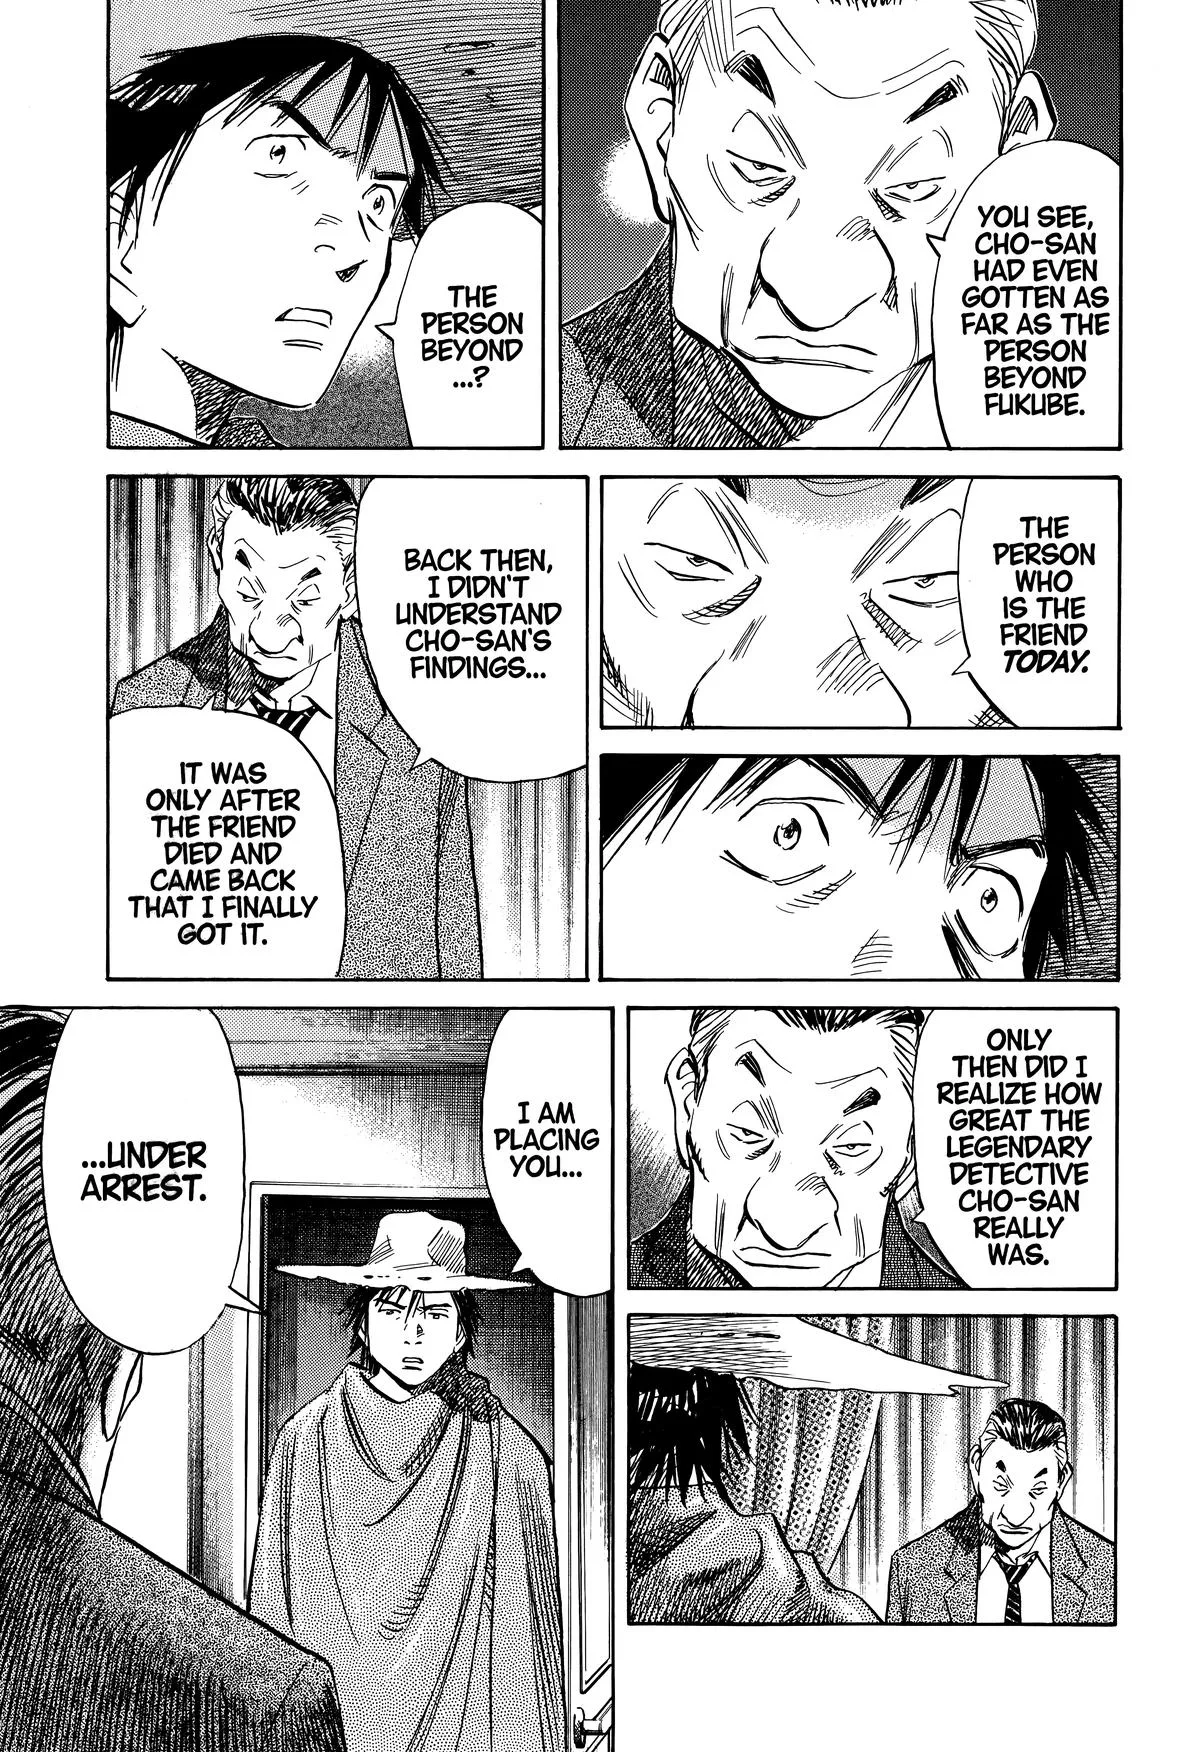 YOU SEE,
CHO-SAN
HAD EVEN
GOTTEN AS
FAR AS THE
PERSON
BEYOND
FUKUBE.
THE
PERSON
BEYOND
...?
THE
PERSON
WHO
IS THE
FRIEND
TODAY.
BACK THEN,
I DIDN'T
UNDERSTAND
CHO-SAN'S
FINDINGS...
IT WAS
ONLY AFTER
THE FRIEND
DIED AND
CAME BACK
THAT I FINALLY
GOT IT.
ONLY
THEN DID I
REALIZE HOW
GREAT THE
LEGENDARY
DETECTIVE
CHO-SAN
REALLY
WAS.
I AM
PLACING
YOU...
...UNDER
ARREST.